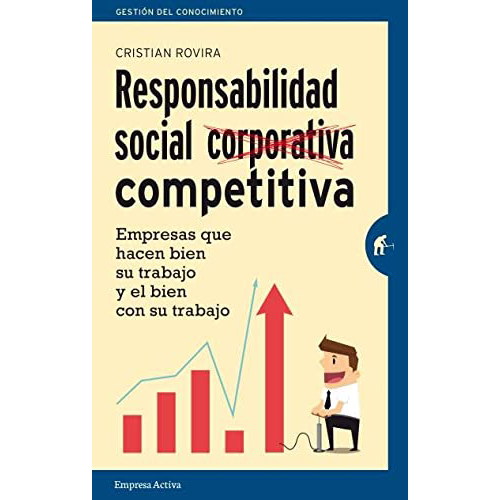 GESTIÓN DEL CONOCIMIENTO
CRISTIAN ROVIRA
Responsabilidad
social corporativa
competitiva
Empresas que
hacen bien
su trabajo
y el bien
con su trabajo
Empresa Activa